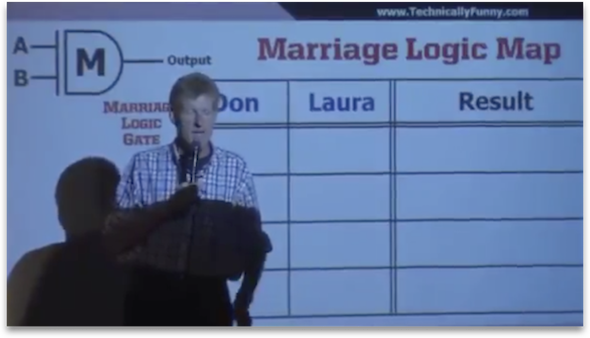 www.TechnicallyFunny.com
A
M
Output
B
Marriage Logic Map
MARRIAGE
LOGIC
GATE
Don
Laura
Result